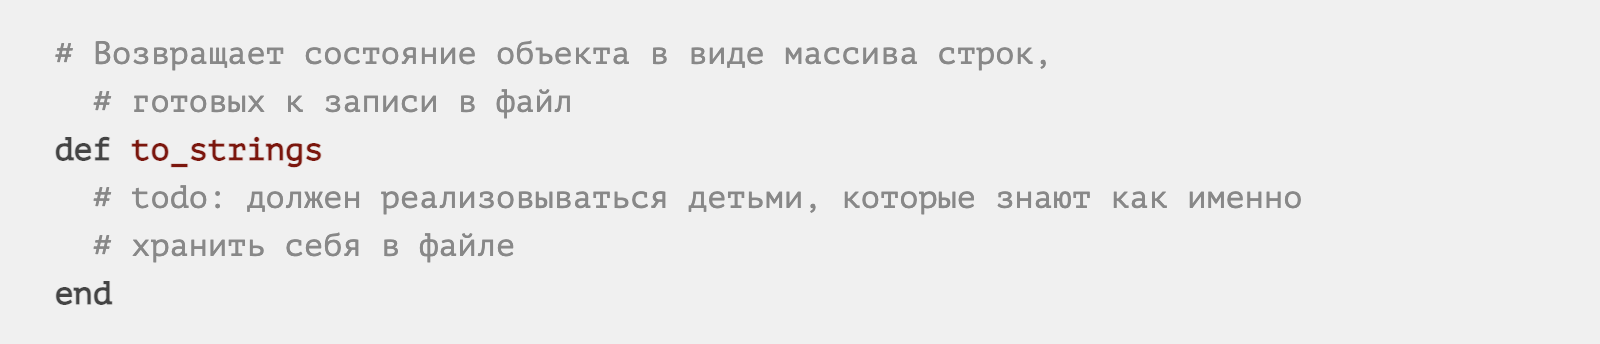 # Возвращает состояние объекта в виде массива строк,
# готовых к записи в файл
def to_strings
# todo: должен реализовываться детьми, которые знают как именно
# хранить себя в файле
end